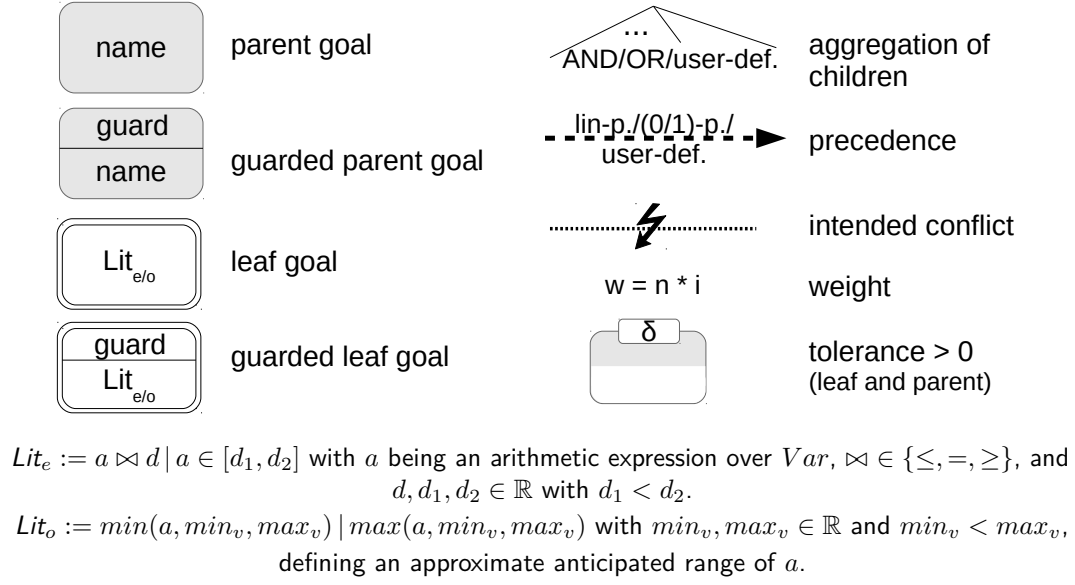 name
parent goal
guard
name
guarded parent goal
Lit_{e/o}
leaf goal
guard
Lit_{e/o}
guarded leaf goal
...
AND/OR/user-def.
aggregation of
children
lin-p./(0/1)-p./
user-def.
precedence
intended conflict
w = n * i
weight
δ
tolerance > 0
(leaf and parent)
Lit_e := a ⋈ d | a ∈ [d_1, d_2] with a being an arithmetic expression over Var, ⋈ ∈ {≤, =, ≥}, and
d, d_1, d_2 ∈ ℝ with d_1 < d_2.
Lit_o := min(a, min_v, max_v) | max(a, min_v, max_v) with min_v, max_v ∈ ℝ and min_v < max_v,
defining an approximate anticipated range of a.